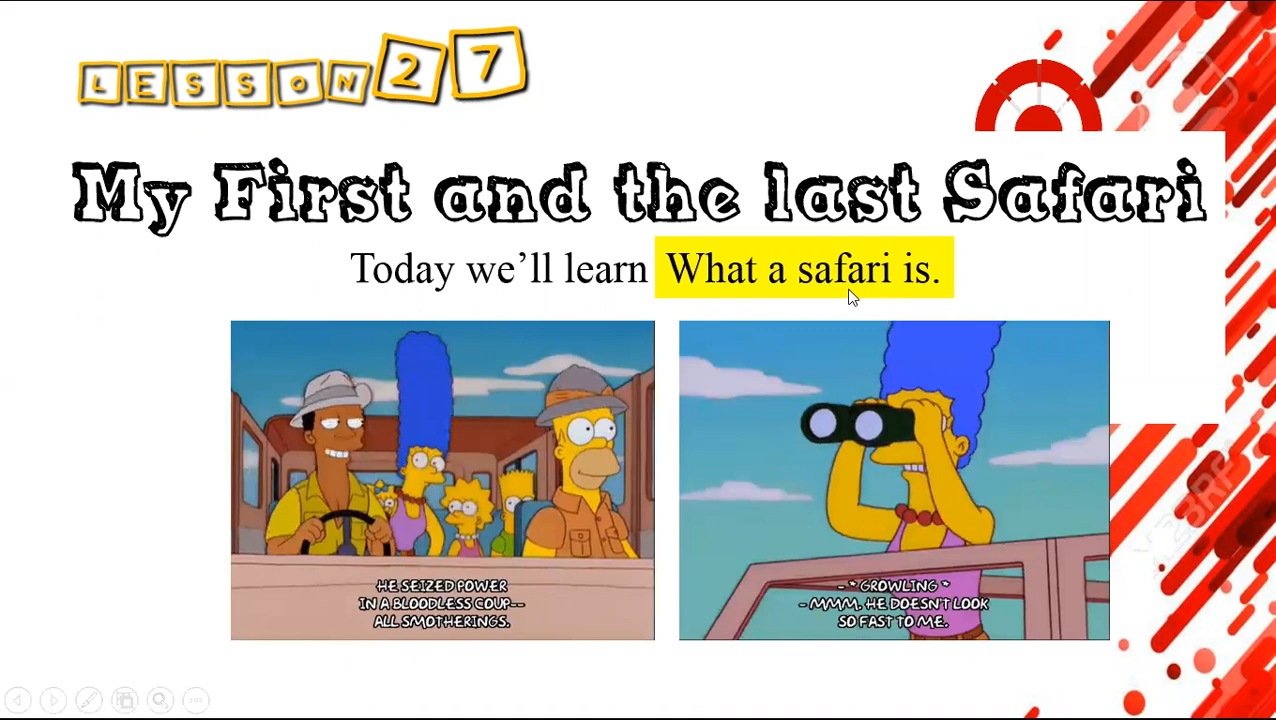 LESSON 27
My First and the last Safari
Today we'll learn What a safari is.
HE SEIZED POWER
IN A BLOODLESS COUP--
ALL SMOTHERINGS.
- *GROWLING *
- MMM. HE DOESN'T LOOK
SO FAST TO ME.